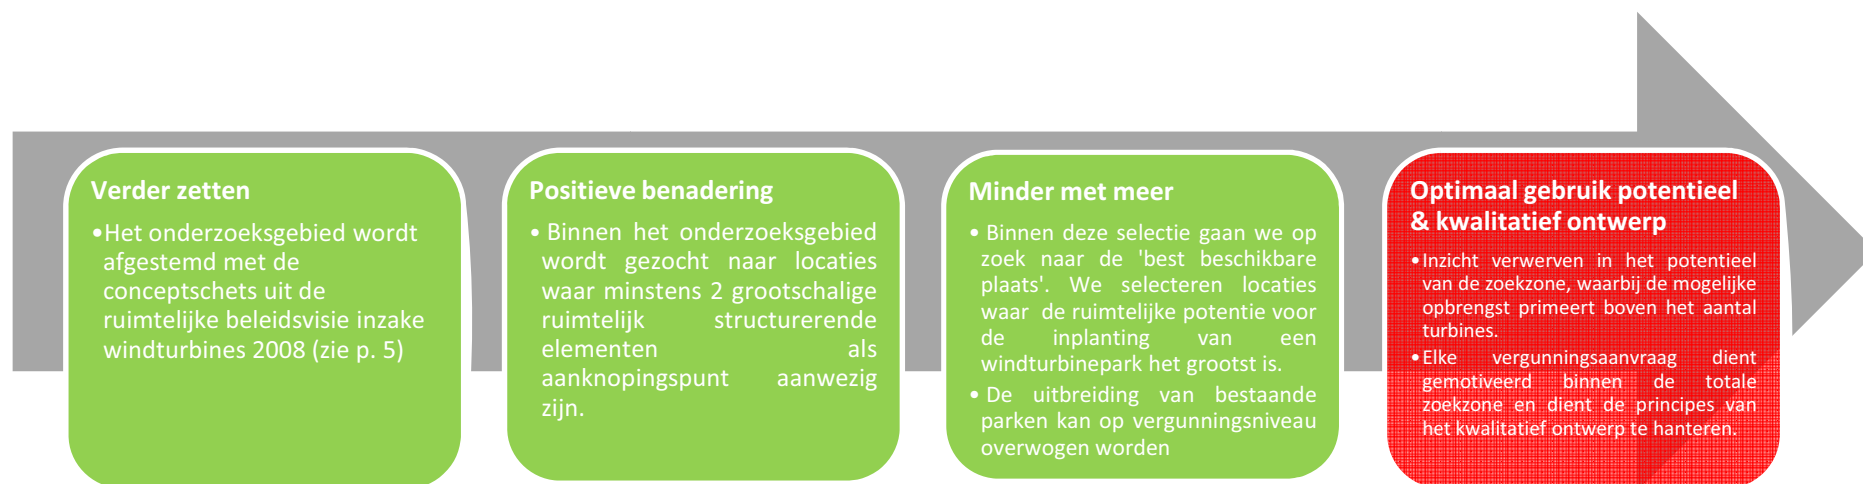 Verder zetten
•Het onderzoeksgebied wordt
afgestemd met de
conceptschets uit de
ruimtelijke beleidsvisie inzake
windturbines 2008 (zie p. 5)
Positieve benadering
• Binnen het onderzoeksgebied
wordt gezocht naar locaties
waar minstens 2 grootschalige
ruimtelijk structurerende
elementen als
aanknopingspunt aanwezig
zijn.
Minder met meer
• Binnen deze selectie gaan we op
zoek naar de 'best beschikbare
plaats'. We selecteren locaties
waar de ruimtelijke potentie voor
de inplanting van een
windturbinepark het grootst is.
• De uitbreiding van bestaande
parken kan op vergunningsniveau
overwogen worden
Optimaal gebruik potentieel
& kwalitatief ontwerp
•Inzicht verwerven in het potentieel
van de zoekzone, waarbij de mogelijke
opbrengst primeert boven het aantal
turbines.
•Elke vergunningsaanvraag dient
gemotiveerd binnen de totale
zoekzone en dient de principes van
het kwalitatief ontwerp te hanteren.